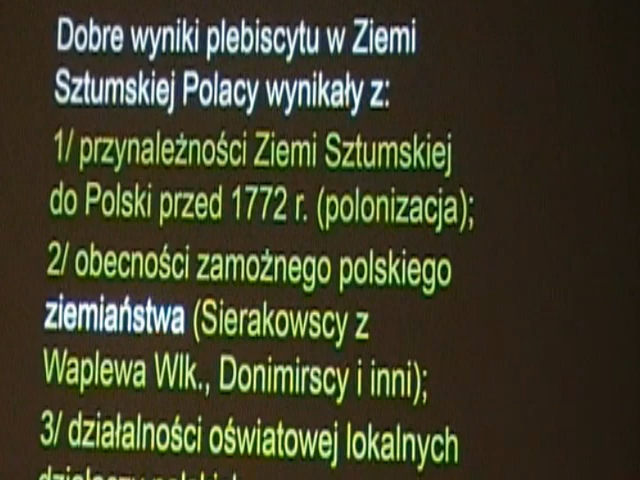 Dobre wyniki plebiscytu w Ziemi
Sztumskiej Polacy wynikały z:
1/ przynależności Ziemi Sztumskiej
do Polski przed 1772 r. (polonizacja);
2/ obecności zamożnego polskiego
ziemiaństwa (Sierakowscy z
Waplewa Wlk., Donimirscy i inni);
3/ działalności oświatowej lokalnych